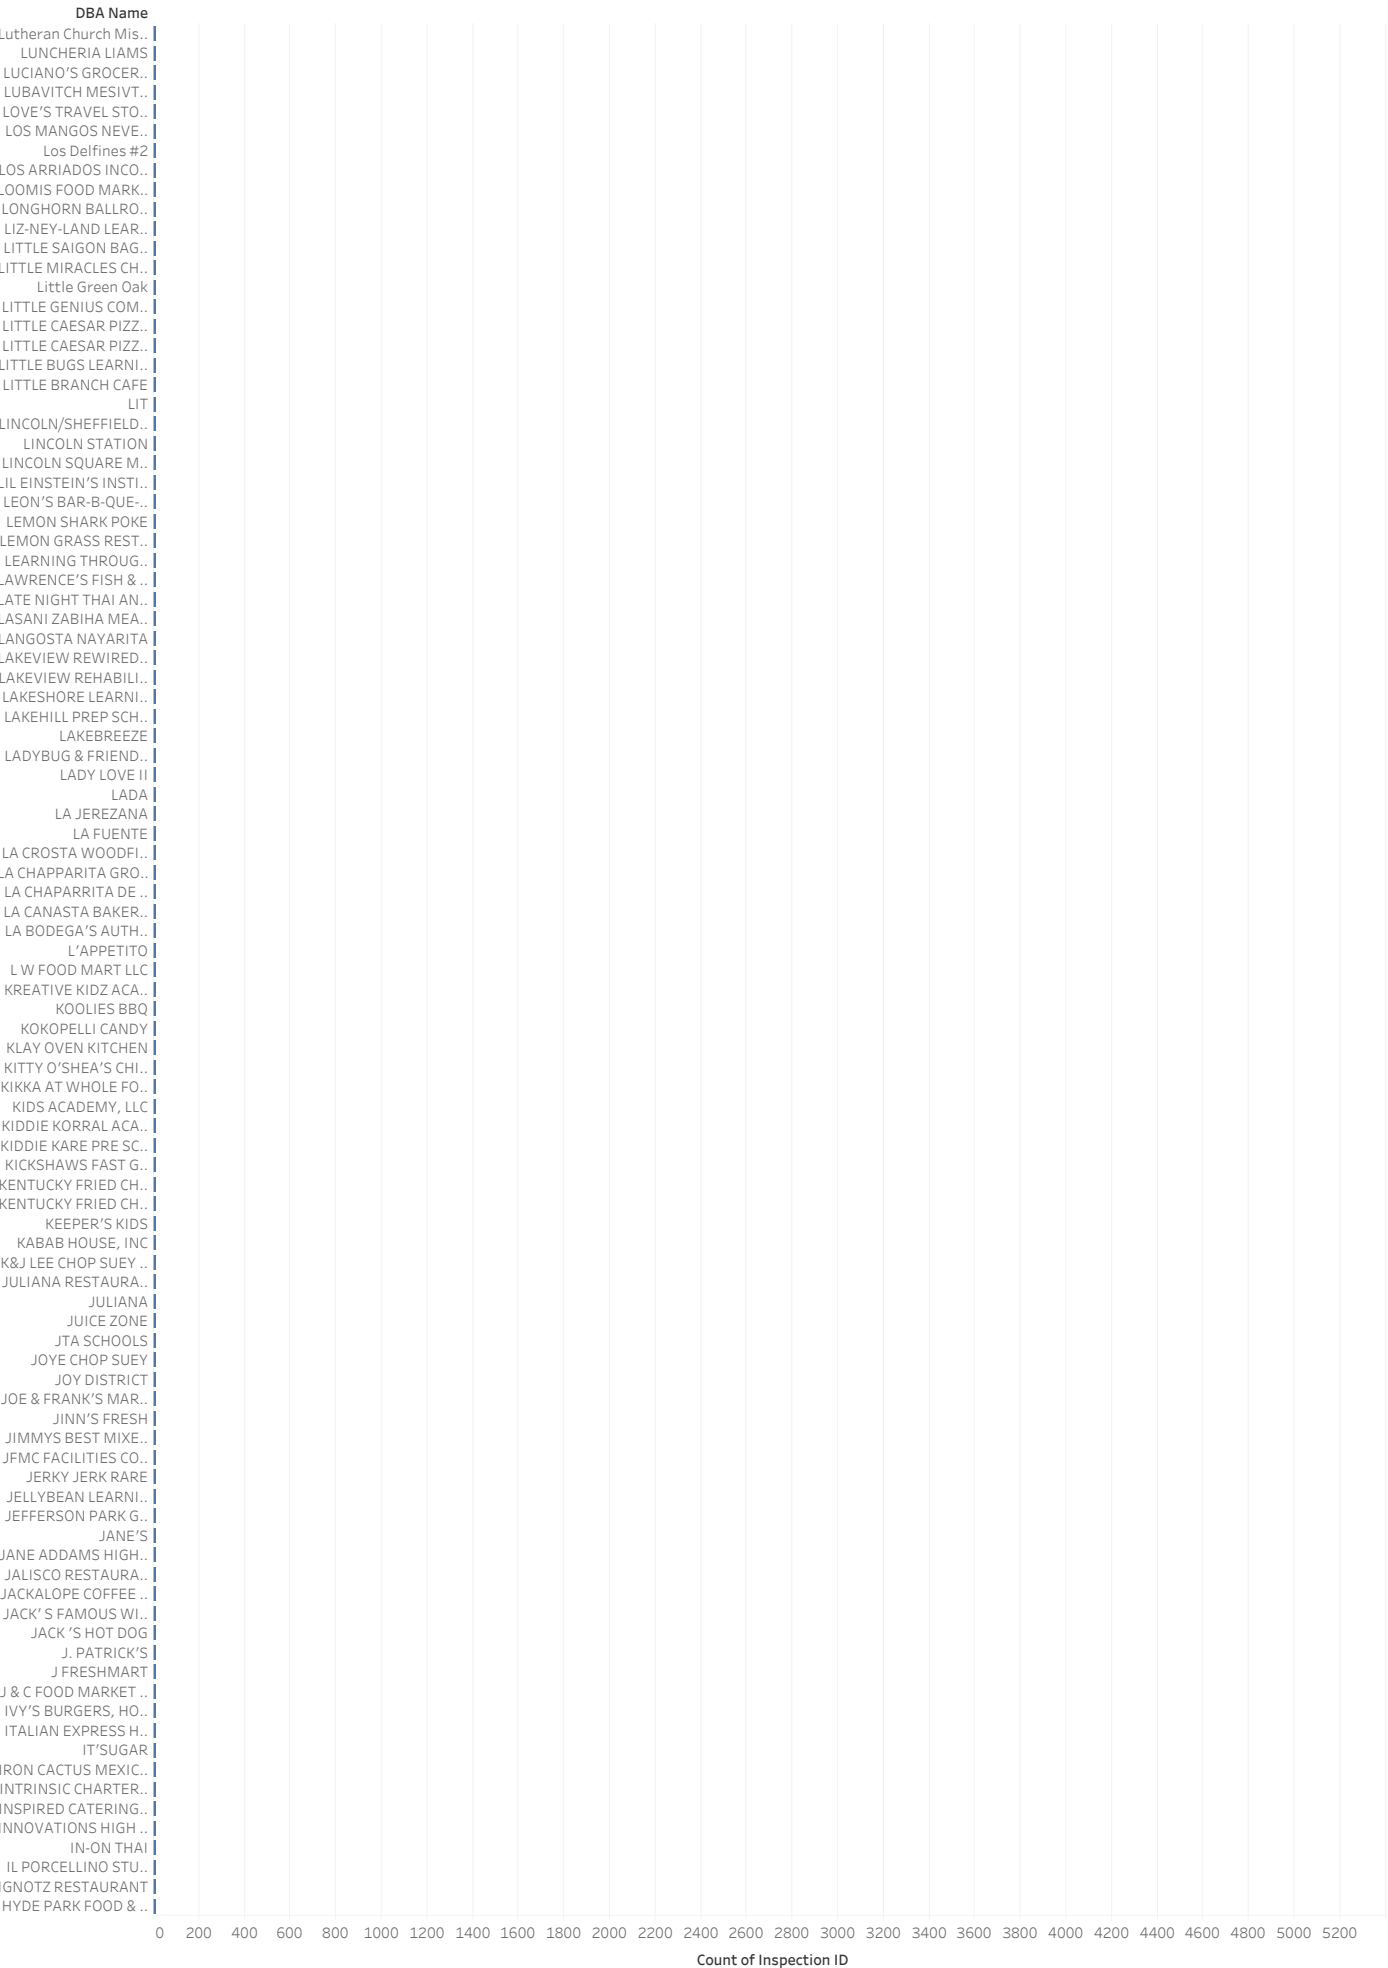 DBA Name
Lutheran Church Mis..
LUNCHERIA LIAMS
LUCIANO'S GROCER..
LUBAVITCH MESIVT..
LOVE'S TRAVEL STO..
LOS MANGOS NEVE..
Los Delfines #2
LOS ARRIADOS INCO..
LOOMIS FOOD MARK..
LONGHORN BALLRO..
LIZ-NEY-LAND LEAR..
LITTLE SAIGON BAG..
LITTLE MIRACLES CH..
Little Green Oak
LITTLE GENIUS COM..
LITTLE CAESAR PIZZ..
LITTLE CAESAR PIZZ..
LITTLE BUGS LEARNI..
LITTLE BRANCH CAFE
LIT
LINCOLN/SHEFFIELD..
LINCOLN STATION
LINCOLN SQUARE M..
LIL EINSTEIN'S INSTI..
LEON'S BAR-B-QUE-..
LEMON SHARK POKE
LEMON GRASS REST..
LEARNING THROUG..
LAWRENCE'S FISH & ..
LATE NIGHT THAI AN..
LASANI ZABIHA MEA..
LANGOSTA NAYARITA
LAKEVIEW REWIRED..
LAKEVIEW REHABILI..
LAKESHORE LEARNI..
LAKEHILL PREP SCH..
LAKEBREEZE
LADYBUG & FRIEND..
LADY LOVE II
LADA
LA JEREZANA
LA FUENTE
LA CROSTA WOODFI..
LA CHAPPARITA GRO..
LA CHAPARRITA DE ..
LA CANASTA BAKER..
LA BODEGA'S AUTH..
L'APPETITO
L W FOOD MART LLC
KREATIVE KIDZ ACA..
KOOLIES BBQ
KOKOPELLI CANDY
KLAY OVEN KITCHEN
KITTY O'SHEA'S CHI..
KIKKA AT WHOLE FO..
KIDS ACADEMY, LLC
KIDDIE KORRAL ACA..
KIDDIE KARE PRE SC..
KICKSHAWS FAST G..
KENTUCKY FRIED CH..
KENTUCKY FRIED CH..
KEEPER'S KIDS
KABAB HOUSE, INC
K&J LEE CHOP SUEY ..
JULIANA RESTAURA..
JULIANA
JUICE ZONE
JTA SCHOOLS
JOYE CHOP SUEY
JOY DISTRICT
JOE & FRANK'S MAR..
JINN'S FRESH
JIMMYS BEST MIXE..
JFMC FACILITIES CO..
JERKY JERK RARE
JELLYBEAN LEARNI..
JEFFERSON PARK G..
JANE'S
JANE ADDAMS HIGH..
JALISCO RESTAURA..
JACKALOPE COFFEE ..
JACK' S FAMOUS WI..
JACK 'S HOT DOG
J. PATRICK'S
J FRESHMART
J & C FOOD MARKET ..
IVY'S BURGERS, HO..
ITALIAN EXPRESS H..
IT'SUGAR
IRON CACTUS MEXIC..
INTRINSIC CHARTER..
INSPIRED CATERING..
INNOVATIONS HIGH ..
IN-ON THAI
IL PORCELLINO STU..
IGNOTZ RESTAURANT
HYDE PARK FOOD & ..
0 200 400 600 800 1000 1200 1400 1600 1800 2000 2200 2400 2600 2800 3000 3200 3400 3600 3800 4000 4200 4400 4600 4800 5000 5200
Count of Inspection ID